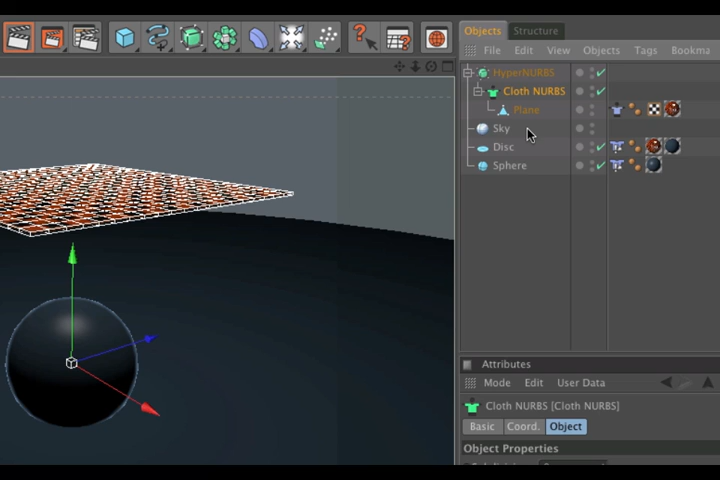 Objects Structure
File Edit View Objects Tags Bookma
HyperNURBS
Cloth NURBS
Plane
Sky
Disc
Sphere
Attributes
Mode Edit User Data
Cloth NURBS [Cloth NURBS]
Basic Coord. Object
Object Properties